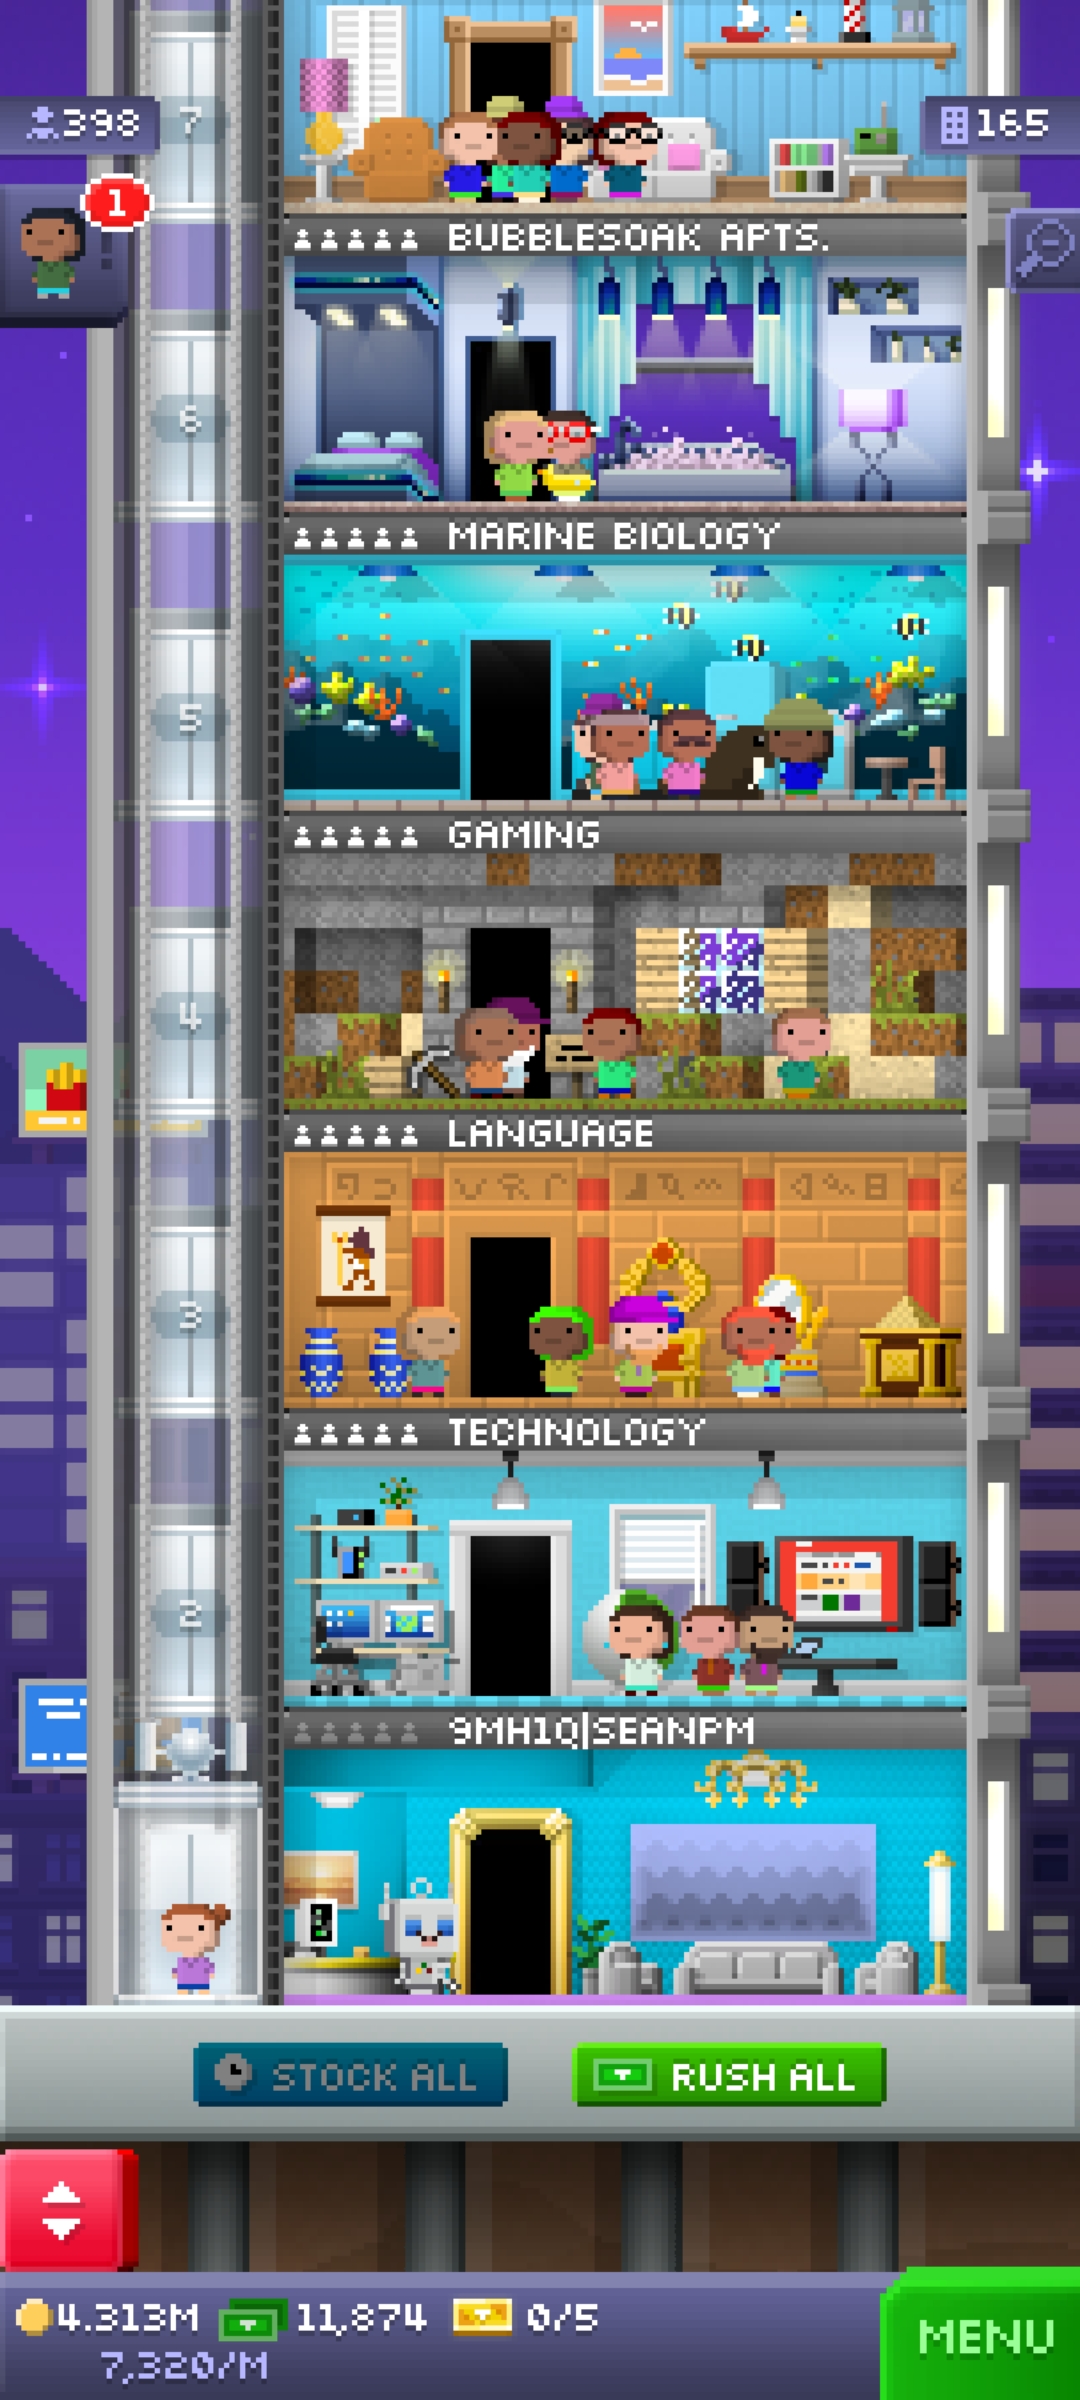 398
7
165
1
BUBBLESOAK APTS.
6
MARINE BIOLOGY
5
GAMING
4
LANGUAGE
3
TECHNOLOGY
2
9MH1Q|SEANPM
STOCK ALL
RUSH ALL
4.313M
11,874
0/5
7,320/M
MENU